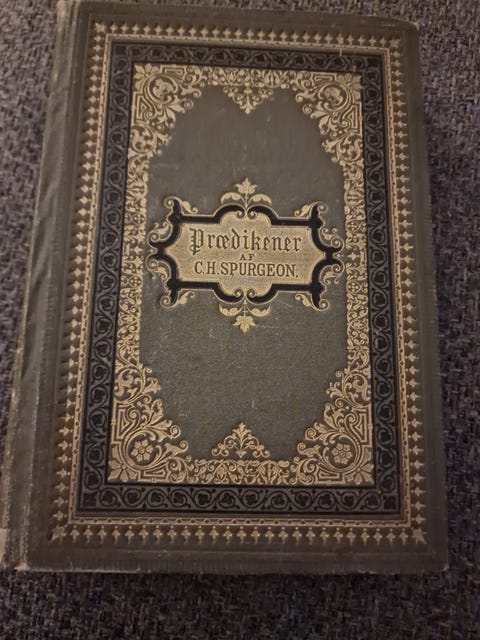 Prædikener
AF
C.H. SPURGEON.